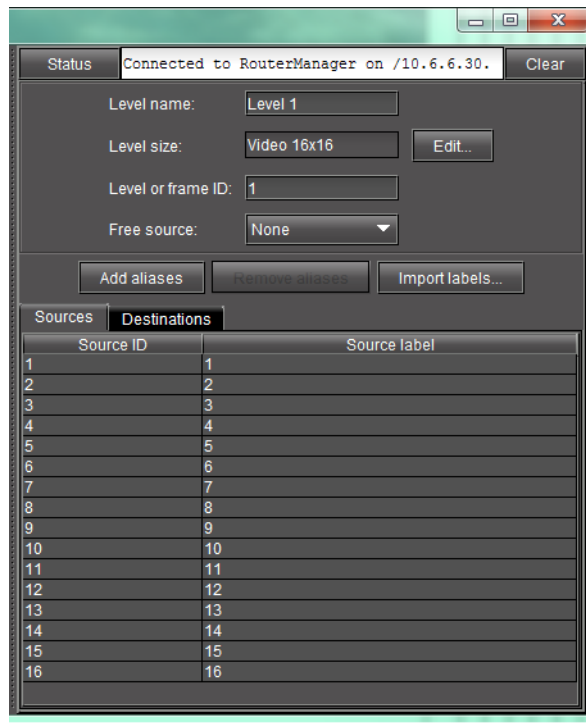 Status Connected to RouterManager on /10.6.6.30. Clear
Level name: Level 1
Level size: Video 16x16 Edit...
Level or frame ID: 1
Free source: None
Add aliases Remove aliases Import labels...
Sources Destinations
Source ID Source label
1 1
2 2
3 3
4 4
5 5
6 6
7 7
8 8
9 9
10 10
11 11
12 12
13 13
14 14
15 15
16 16